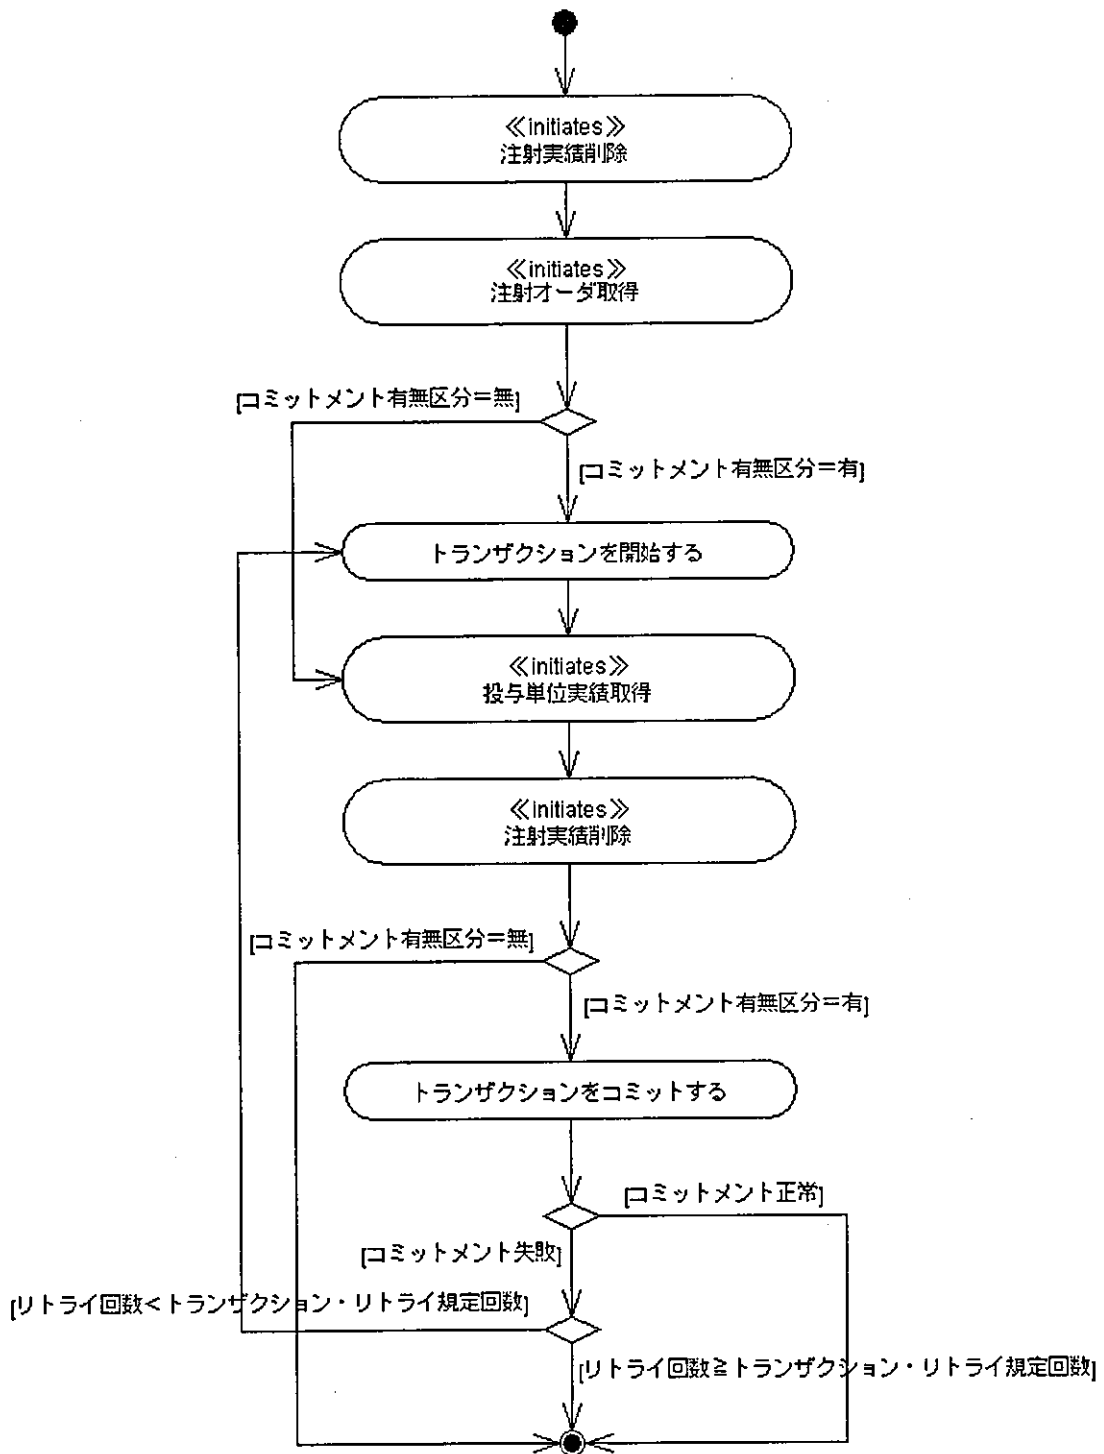 ≪initiates≫
注射実績削除
≪initiates≫
注射オーダ取得
[コミットメント有無区分＝無]
[コミットメント有無区分＝有]
トランザクションを開始する
≪initiates≫
投与単位実績取得
≪initiates≫
注射実績削除
[コミットメント有無区分＝無]
[コミットメント有無区分＝有]
トランザクションをコミットする
[コミットメント正常]
[コミットメント失敗]
[リトライ回数＜トランザクション・リトライ規定回数]
[リトライ回数≧トランザクション・リトライ規定回数]